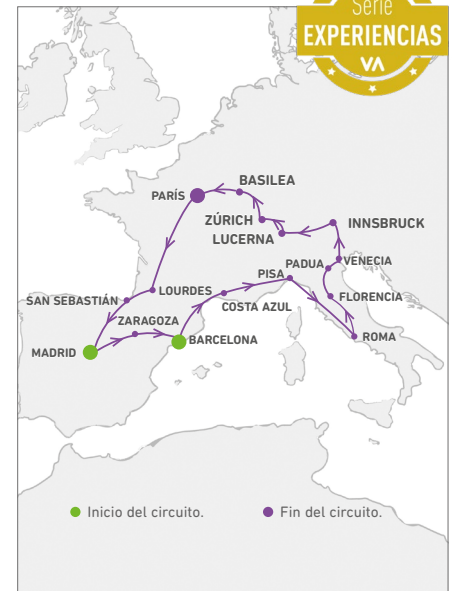 Serie
EXPERIENCIAS
VA
BASILEA
PARÍS
ZÚRICH
LUCERNA
INNSBRUCK
PADUA
VENECIA
PISA
LOURDES
SAN SEBASTIÁN
COSTA AZUL
FLORENCIA
ZARAGOZA
BARCELONA
ROMA
MADRID
Inicio del circuito.
Fin del circuito.